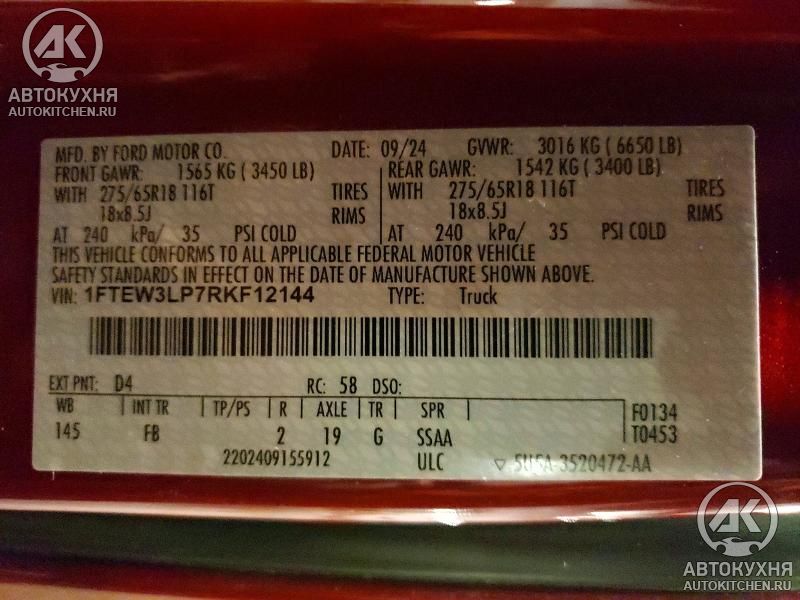 АК
АВТОКУХНЯ
AUTOKITCHEN.RU
MFD. BY FORD MOTOR CO. DATE: 09/24 GVWR: 3016 KG ( 6650 LB)
FRONT GAWR: 1565 KG ( 3450 LB) REAR GAWR: 1542 KG ( 3400 LB)
WITH 275/65R18 116T TIRES WITH 275/65R18 116T TIRES
18x8.5J RIMS 18x8.5J RIMS
AT 240 kPa/ 35 PSI COLD AT 240 kPa/ 35 PSI COLD
THIS VEHICLE CONFORMS TO ALL APPLICABLE FEDERAL MOTOR VEHICLE
SAFETY STANDARDS IN EFFECT ON THE DATE OF MANUFACTURE SHOWN ABOVE.
VIN: 1FTEW3LP7RKF12144 TYPE: Truck
EXT PNT: D4 RC: 58 DSO:
WB INT TR TP/PS R AXLE TR SPR F0134
145 FB 2 19 G SSAA T0453
2202409155912 ULC 5U5A-3520472-AA
АК
АВТОКУХНЯ
AUTOKITCHEN.RU